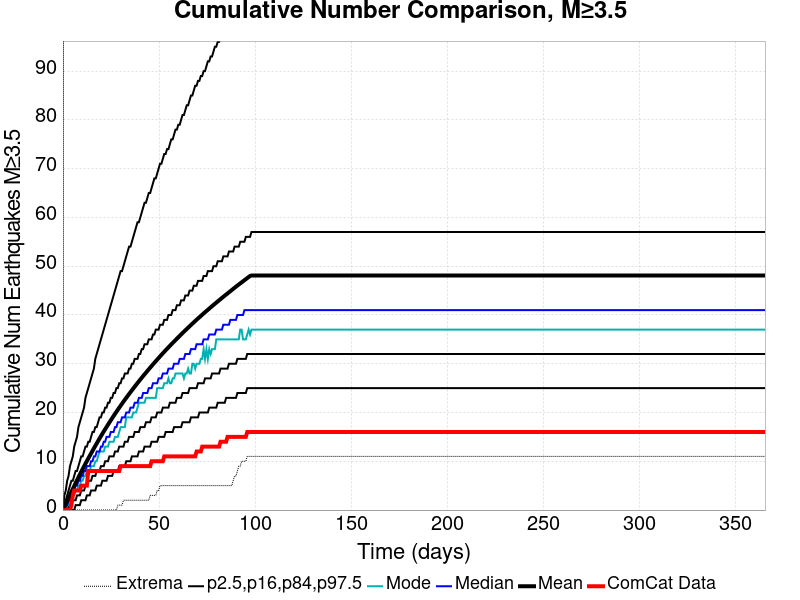 Cumulative Number Comparison, M≥3.5
Cumulative Num Earthquakes M≥3.5
90
80
70
60
50
40
30
20
10
0
0 50 100 150 200 250 300 350
Time (days)
Extrema p2.5,p16,p84,p97.5 Mode Median Mean ComCat Data